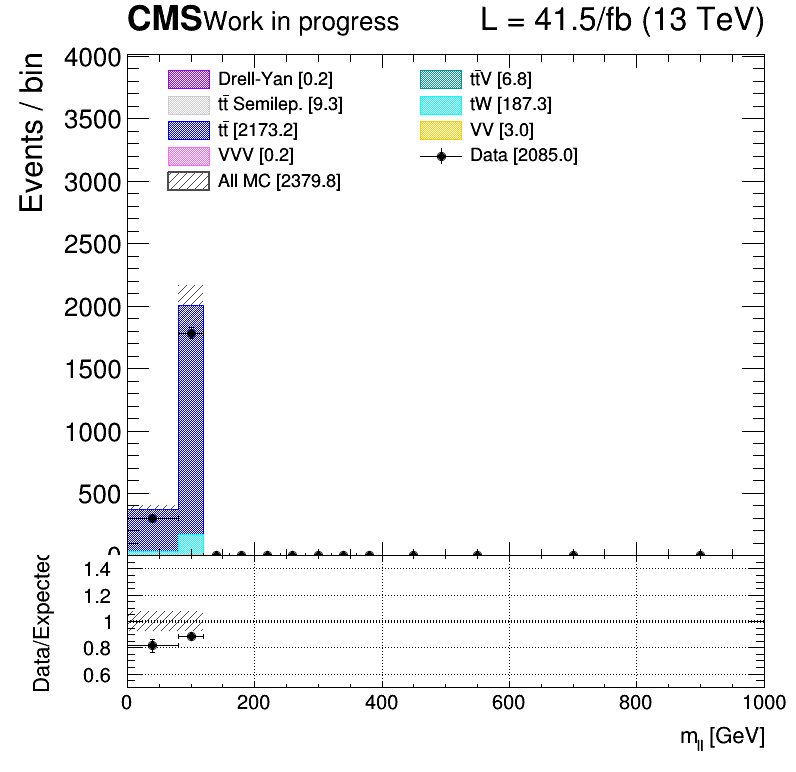 CMS Work in progress L = 41.5/fb (13 TeV)
Events / bin
4000
3500
3000
2500
2000
1500
1000
500
0
Drell-Yan [0.2]
tt̄ Semilep. [9.3]
tt̄ [2173.2]
VVV [0.2]
All MC [2379.8]
tt̄V [6.8]
tW [187.3]
VV [3.0]
Data [2085.0]
Data/Expected
1.4
1.2
1
0.8
0.6
0 200 400 600 800 1000
m_ll [GeV]